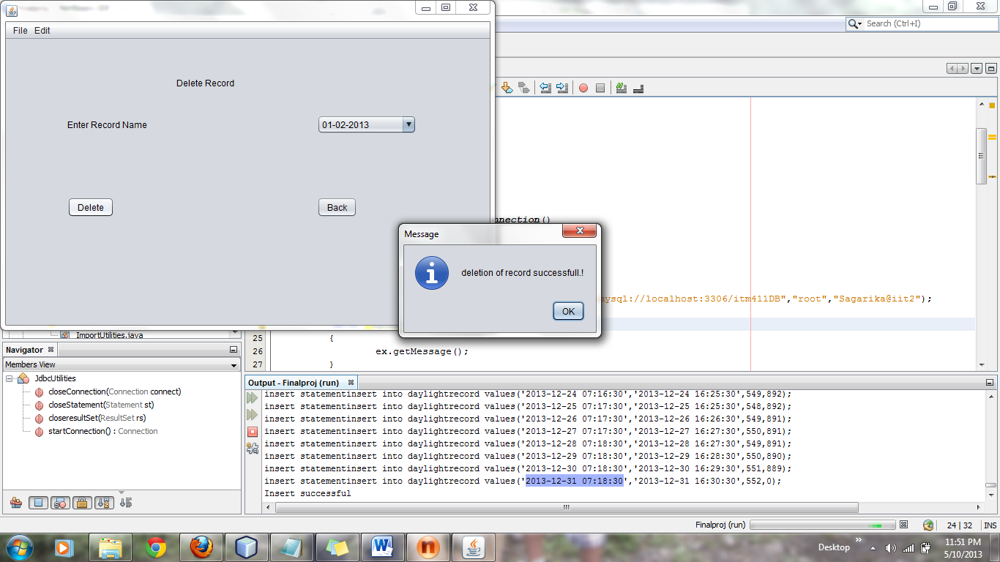 File Edit
Delete Record
Enter Record Name
01-02-2013
Delete
Back
Search (Ctrl+I)
Message
deletion of record successfull.!
OK
nnection()
mysql://localhost:3306/itm411DB","root","Sagarika@iit2");
25 {
26 ex.getMessage();
27 }
ImportUtilities.java
Navigator
Members View
JdbcUtilities
closeConnection(Connection connect)
closeStatement(Statement st)
closeresultSet(ResultSet rs)
startConnection() : Connection
Output - Finalproj (run)
insert statementinsert into daylightrecord values('2013-12-24 07:16:30','2013-12-24 16:25:30',549,892);
insert statementinsert into daylightrecord values('2013-12-25 07:17:30','2013-12-25 16:25:30',548,892);
insert statementinsert into daylightrecord values('2013-12-26 07:17:30','2013-12-26 16:26:30',549,891);
insert statementinsert into daylightrecord values('2013-12-27 07:17:30','2013-12-27 16:27:30',550,891);
insert statementinsert into daylightrecord values('2013-12-28 07:18:30','2013-12-28 16:27:30',549,891);
insert statementinsert into daylightrecord values('2013-12-29 07:18:30','2013-12-29 16:28:30',550,890);
insert statementinsert into daylightrecord values('2013-12-30 07:18:30','2013-12-30 16:29:30',551,889);
insert statementinsert into daylightrecord values('2013-12-31 07:18:30','2013-12-31 16:30:30',552,0);
Insert successful
Finalproj (run)
24 | 32
INS
Desktop
11:51 PM
5/10/2013